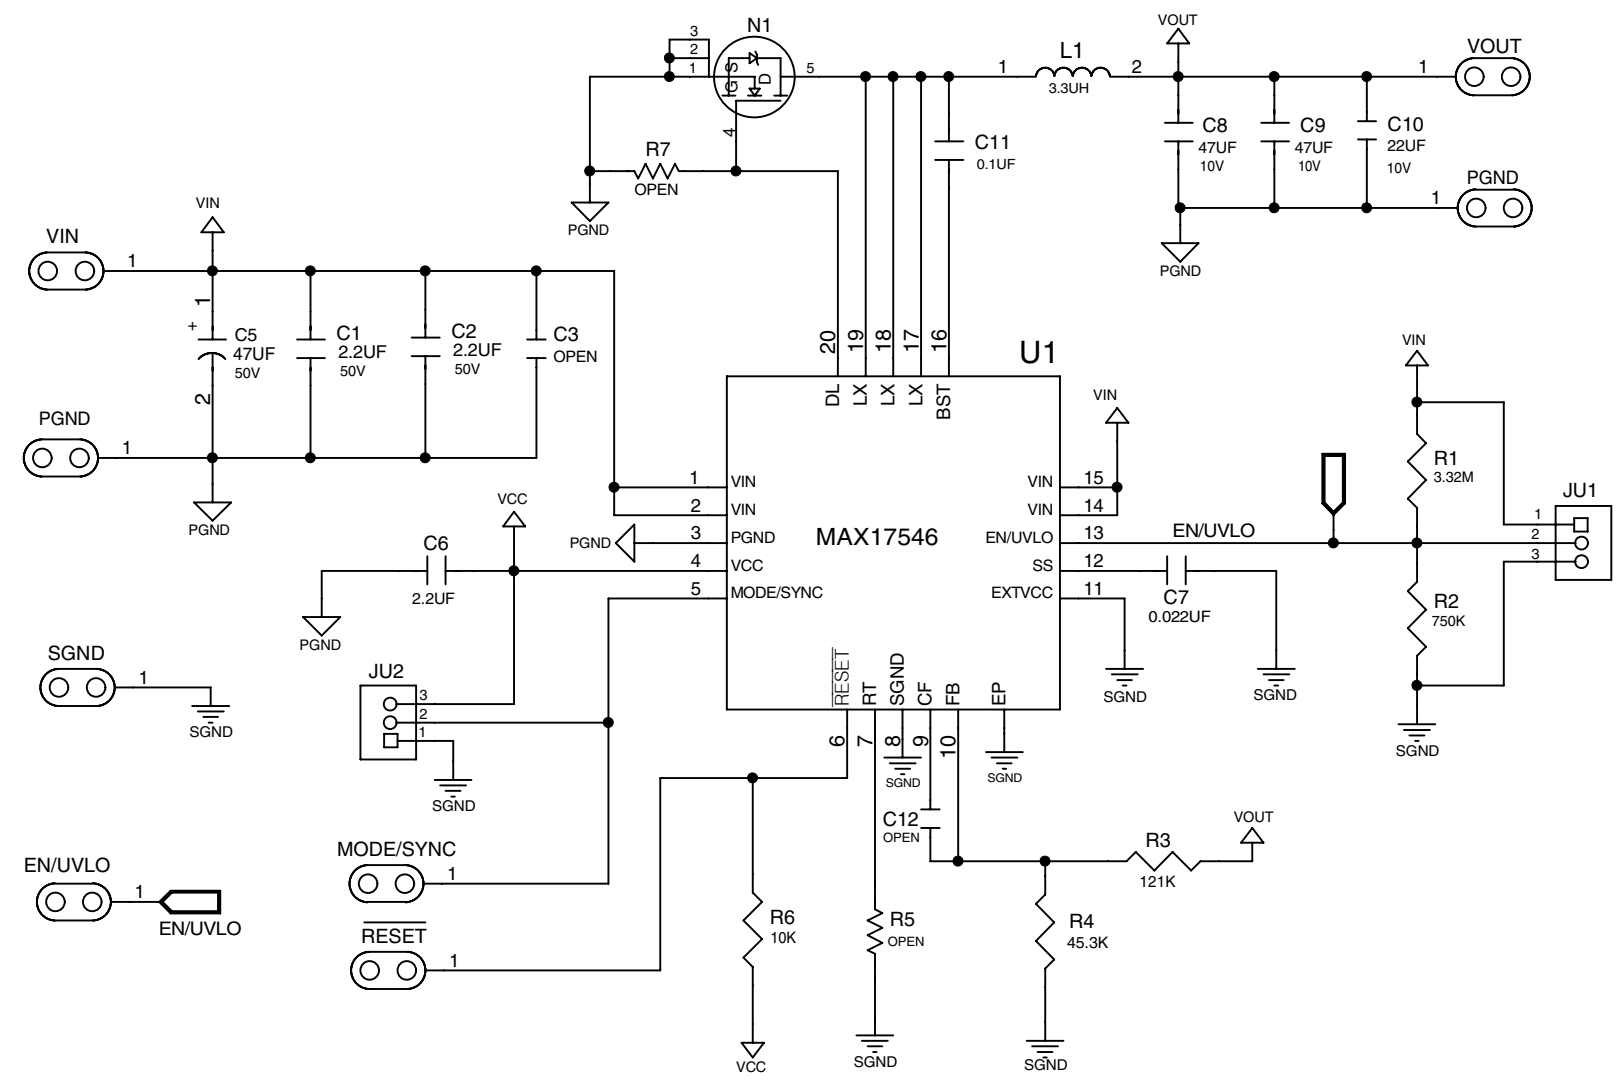 N1
3
2
1
G S
D
5
4
R7
OPEN
PGND
1
L1
2
3.3UH
VOUT
C11
0.1UF
C8
47UF
10V
C9
47UF
10V
C10
22UF
10V
1
VOUT
1
PGND
PGND
VIN
1
VIN
1
+
2
C5
47UF
50V
C1
2.2UF
50V
C2
2.2UF
50V
C3
OPEN
PGND
1
PGND
20
19
18
17
16
U1
DL
LX
LX
LX
BST
1
VIN
2
VIN
3
PGND
PGND
4
VCC
5
MODE/SYNC
MAX17546
VIN
VIN
15
VIN
14
EN/UVLO
13
EN/UVLO
SS
12
EXTVCC
11
C7
0.022UF
SGND
SGND
VIN
R1
3.32M
R2
750K
JU1
1
2
3
SGND
VCC
C6
2.2UF
PGND
SGND
1
SGND
JU2
3
2
1
SGND
RESET
RT
SGND
CF
FB
EP
6
7
8
9
10
SGND
SGND
C12
OPEN
R3
121K
VOUT
R4
45.3K
SGND
R5
OPEN
SGND
R6
10K
VCC
MODE/SYNC
1
RESET
1
EN/UVLO
1
EN/UVLO